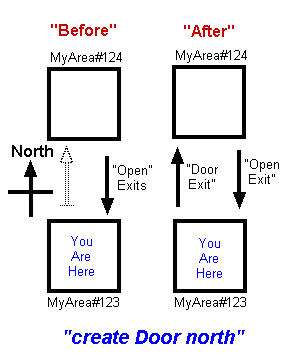 "Before"
"After"
MyArea#124
MyArea#124
North
"Open"
Exits
"Door
Exit"
"Open
Exit"
You
Are
Here
You
Are
Here
MyArea#123
MyArea#123
"create Door north"